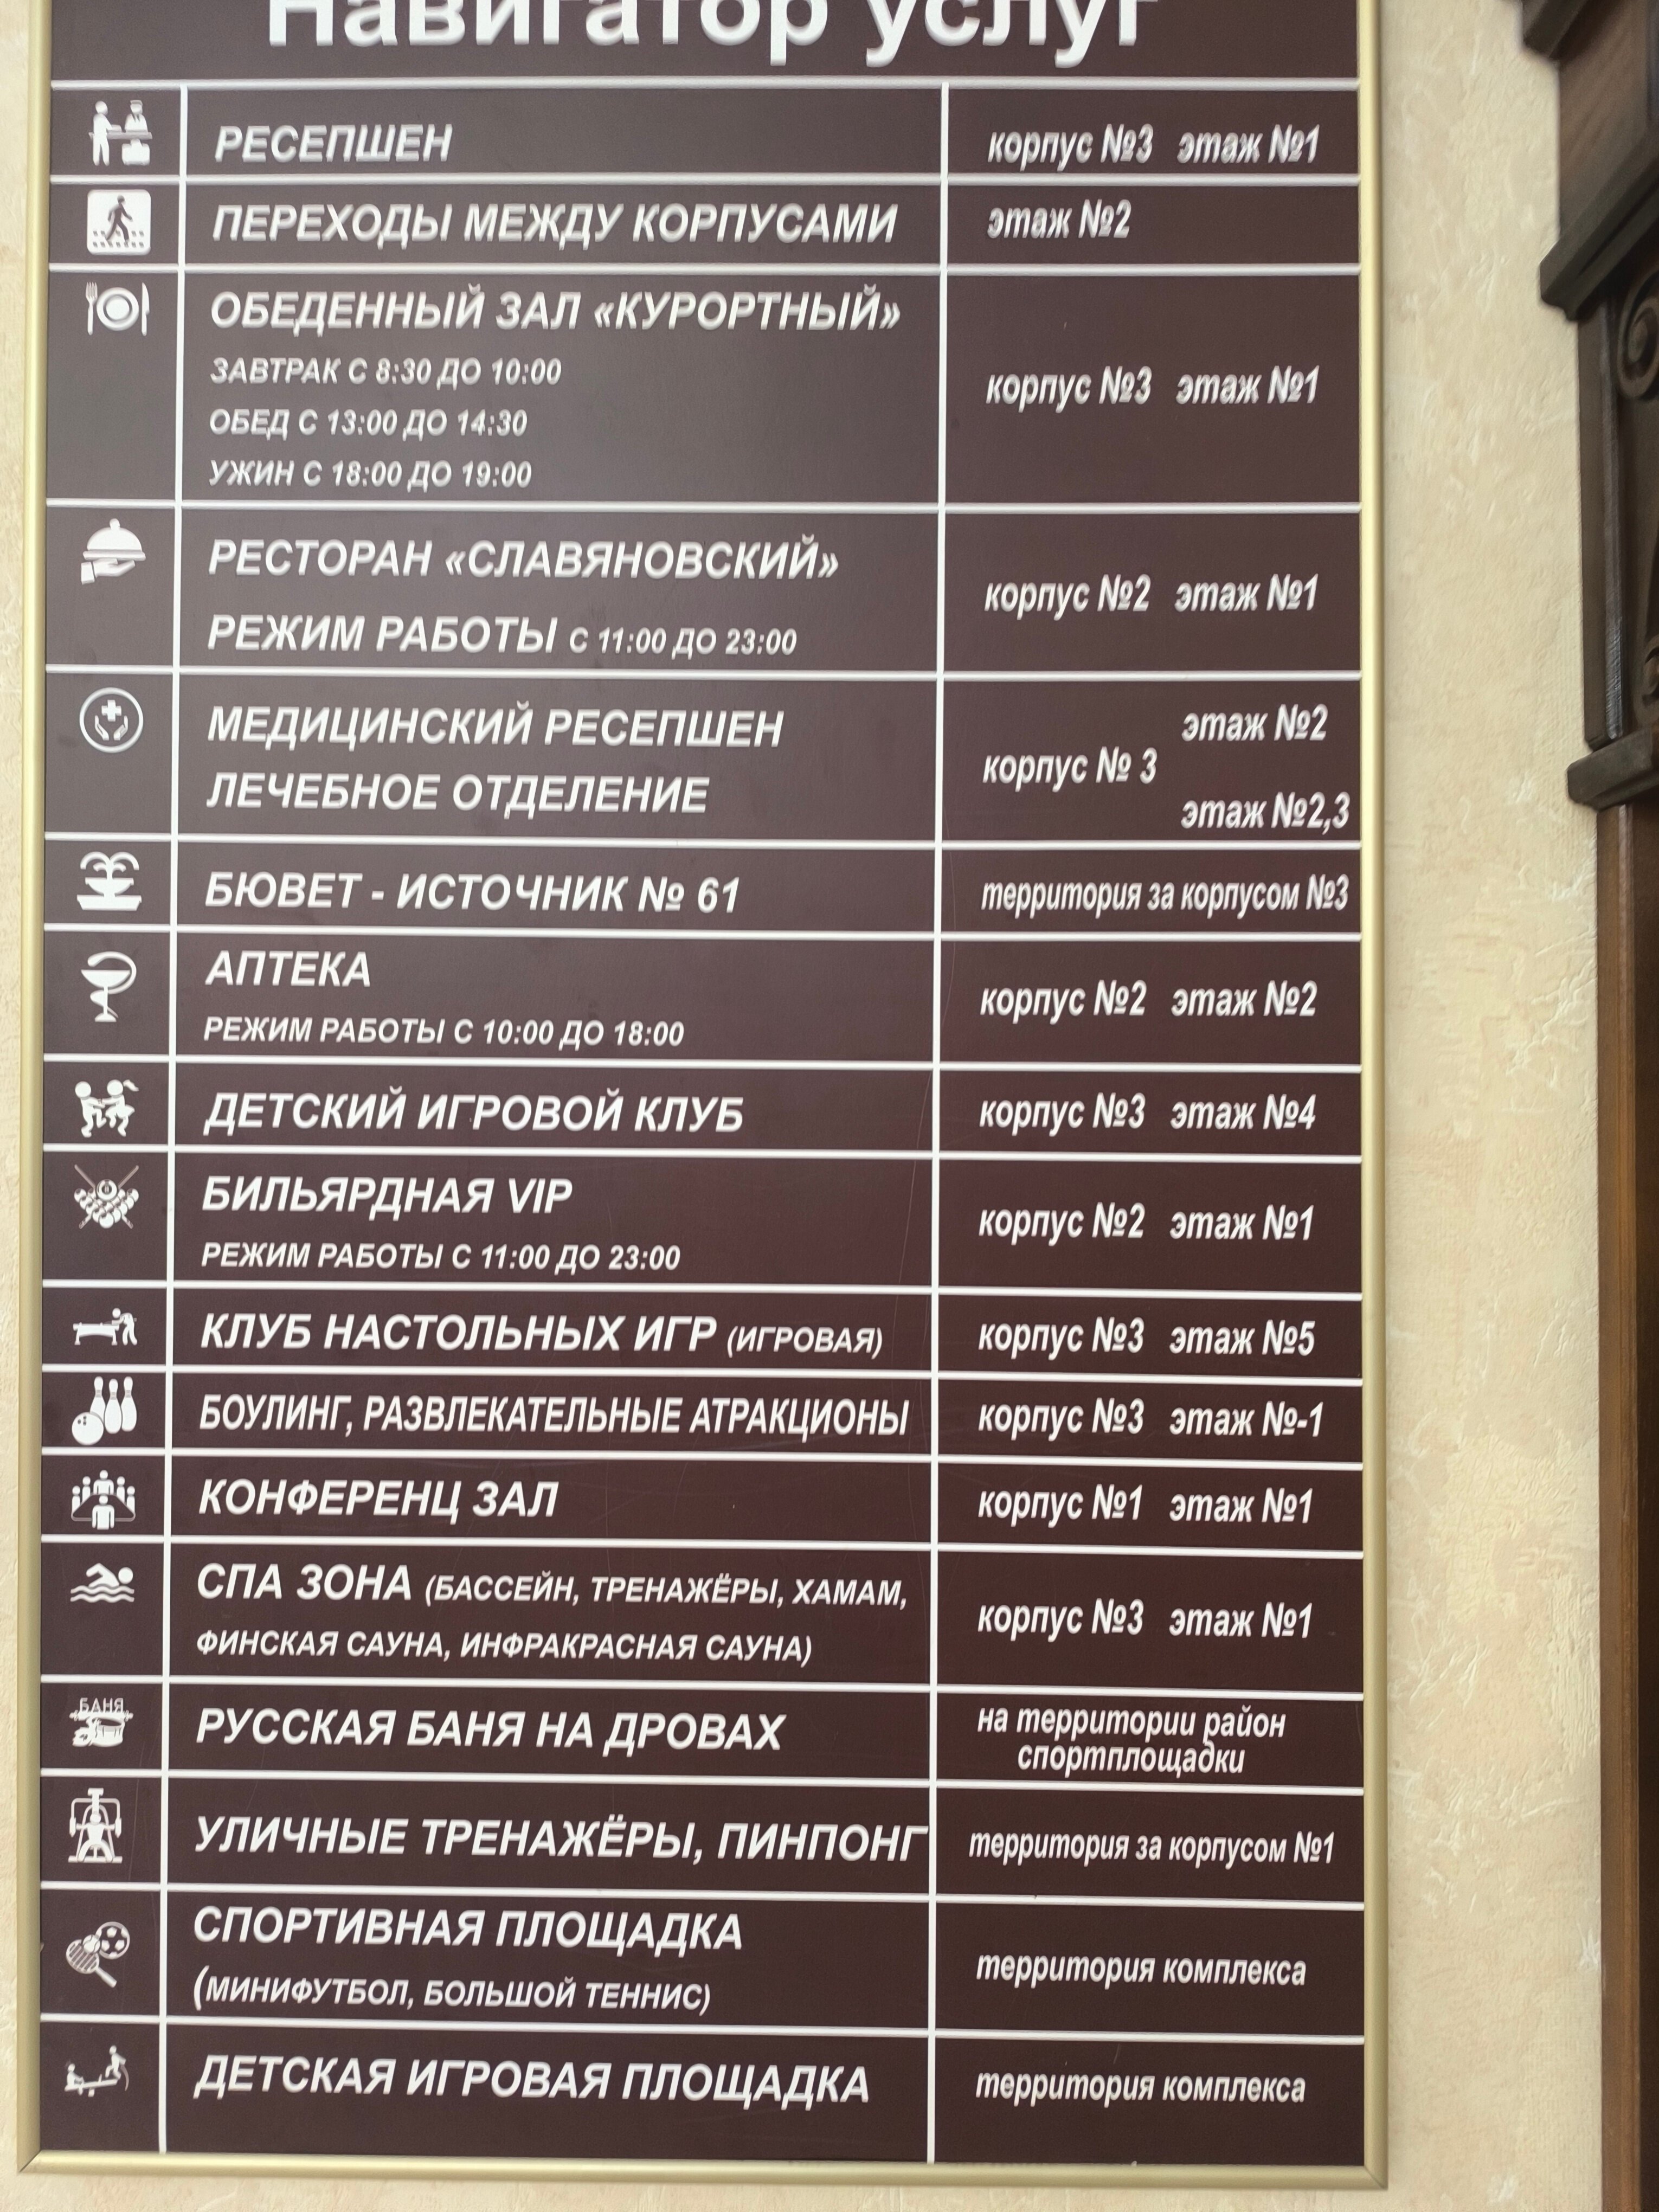 Навигатор услуг
РЕСЕПШЕН корпус №3 этаж №1
ПЕРЕХОДЫ МЕЖДУ КОРПУСАМИ этаж №2
ОБЕДЕННЫЙ ЗАЛ «КУРОРТНЫЙ»
ЗАВТРАК С 8:30 ДО 10:00
корпус №3 этаж №1
ОБЕД С 13:00 ДО 14:30
УЖИН С 18:00 ДО 19:00
РЕСТОРАН «СЛАВЯНОВСКИЙ»
корпус №2 этаж №1
РЕЖИМ РАБОТЫ С 11:00 ДО 23:00
МЕДИЦИНСКИЙ РЕСЕПШЕН этаж №2
корпус № 3
ЛЕЧЕБНОЕ ОТДЕЛЕНИЕ этаж №2,3
БЮВЕТ - ИСТОЧНИК № 61 территория за корпусом №3
АПТЕКА
корпус №2 этаж №2
РЕЖИМ РАБОТЫ С 10:00 ДО 18:00
ДЕТСКИЙ ИГРОВОЙ КЛУБ корпус №3 этаж №4
БИЛЬЯРДНАЯ VIP
корпус №2 этаж №1
РЕЖИМ РАБОТЫ С 11:00 ДО 23:00
КЛУБ НАСТОЛЬНЫХ ИГР (ИГРОВАЯ) корпус №3 этаж №5
БОУЛИНГ, РАЗВЛЕКАТЕЛЬНЫЕ АТРАКЦИОНЫ корпус №3 этаж №-1
КОНФЕРЕНЦ ЗАЛ корпус №1 этаж №1
СПА ЗОНА (БАССЕЙН, ТРЕНАЖЁРЫ, ХАМАМ,
корпус №3 этаж №1
ФИНСКАЯ САУНА, ИНФРАКРАСНАЯ САУНА)
БАНЯ
РУССКАЯ БАНЯ НА ДРОВАХ на территории район
спортплощадки
УЛИЧНЫЕ ТРЕНАЖЁРЫ, ПИНПОНГ территория за корпусом №1
СПОРТИВНАЯ ПЛОЩАДКА
территория комплекса
(МИНИФУТБОЛ, БОЛЬШОЙ ТЕННИС)
ДЕТСКАЯ ИГРОВАЯ ПЛОЩАДКА территория комплекса